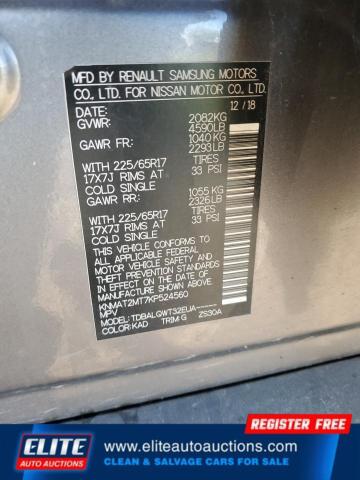 MFD BY RENAULT SAMSUNG MOTORS
CO., LTD. FOR NISSAN MOTOR CO., LTD.
DATE: 12 / 18
GVWR: 2082KG
4590LB
GAWR FR: 1040KG
2293LB
WITH 225/65R17 TIRES
17X7J RIMS AT 33 PSI
COLD SINGLE
GAWR RR: 1055 KG
2326LB
WITH 225/65R17 TIRES
17X7J RIMS AT 33 PSI
COLD SINGLE
THIS VEHICLE CONFORMS TO ALL
APPLICABLE FEDERAL MOTOR
VEHICLE SAFETY, BUMPER AND
THEFT PREVENTION STANDARDS
IN EFFECT ON THE DATE OF
MANUFACTURE SHOWN ABOVE.
KNMAT2MT7KP524560
MPV
MODEL: TDBALQWT32EUA-----
COLOR: KAD TRIM: G ZS30A
ELITE
AUTO AUCTIONS
REGISTER FREE
www.eliteautoauctions.com
CLEAN & SALVAGE CARS FOR SALE